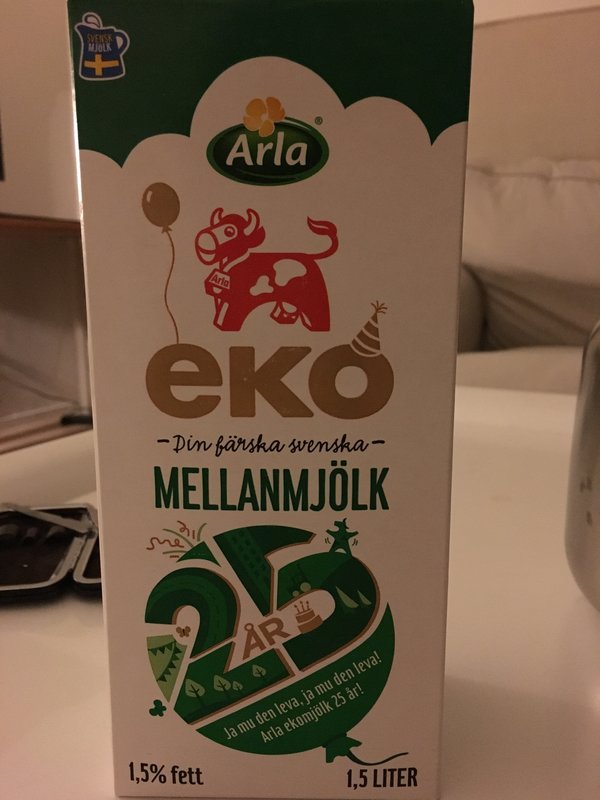 SVENSK
MJÖLK
Arla®
Arla
eko
-Din färska svenska-
MELLANMJÖLK
25
ÅR
Ja mu den leva, ja mu den leva!
Arla ekomjölk 25 år!
1,5% fett
1,5 LITER